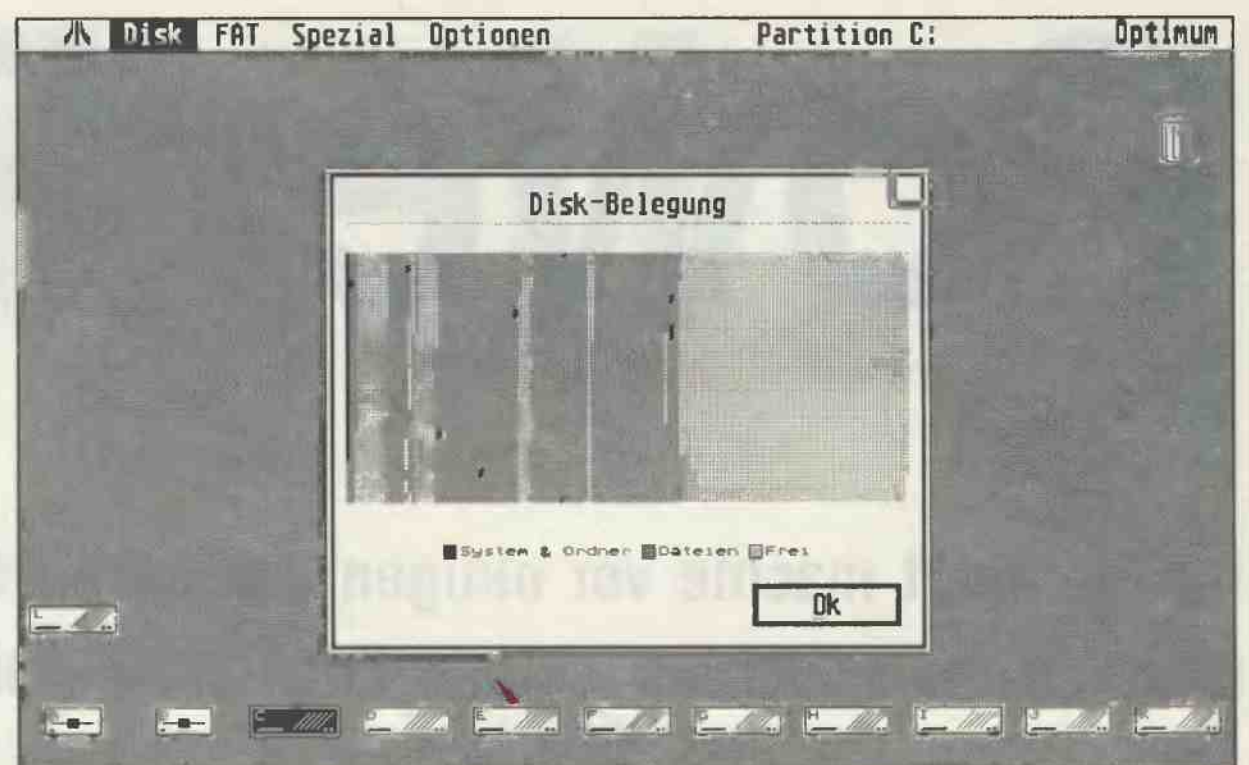 Disk FAT Spezial Optionen Partition C: Optimum
Disk-Belegung
System & Ordner Dateien Frei
Ok
L
C D E F G H I J K